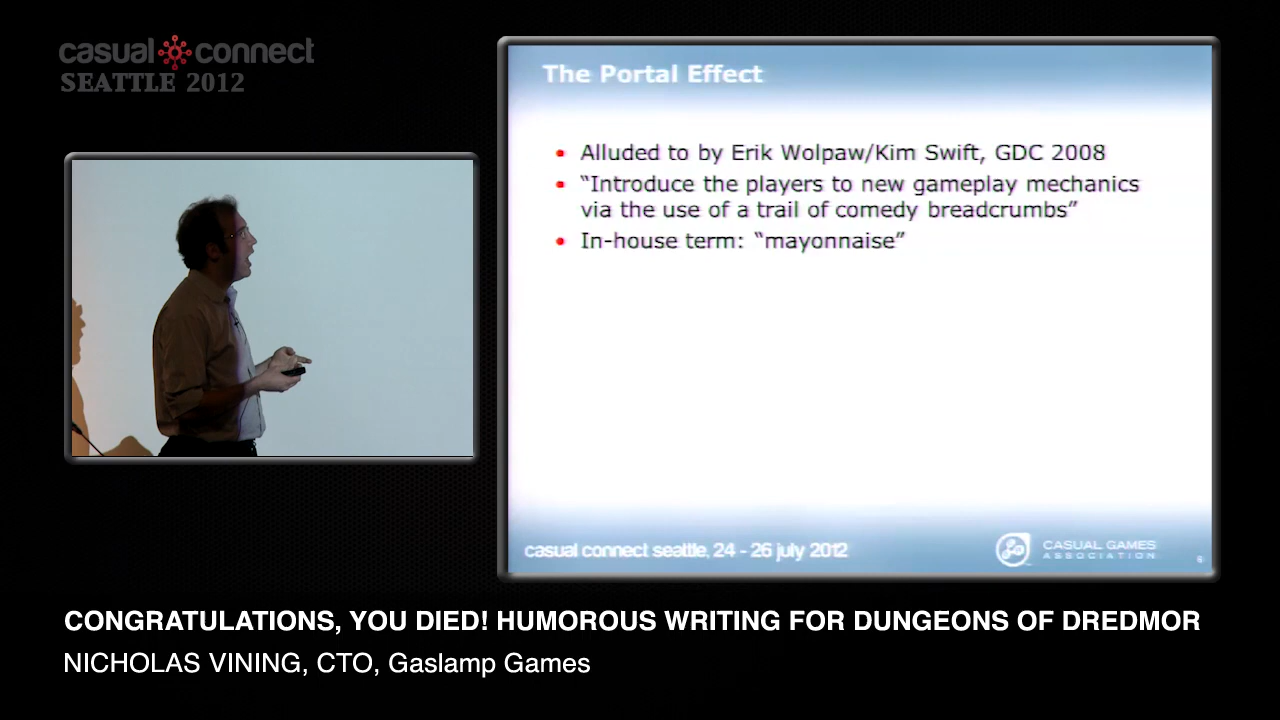 casual connect
SEATTLE 2012
The Portal Effect
• Alluded to by Erik Wolpaw/Kim Swift, GDC 2008
• “Introduce the players to new gameplay mechanics
via the use of a trail of comedy breadcrumbs”
• In-house term: “mayonnaise”
casual connect seattle, 24 - 26 july 2012
CASUAL GAMES
ASSOCIATION
6
CONGRATULATIONS, YOU DIED! HUMOROUS WRITING FOR DUNGEONS OF DREDMOR
NICHOLAS VINING, CTO, Gaslamp Games